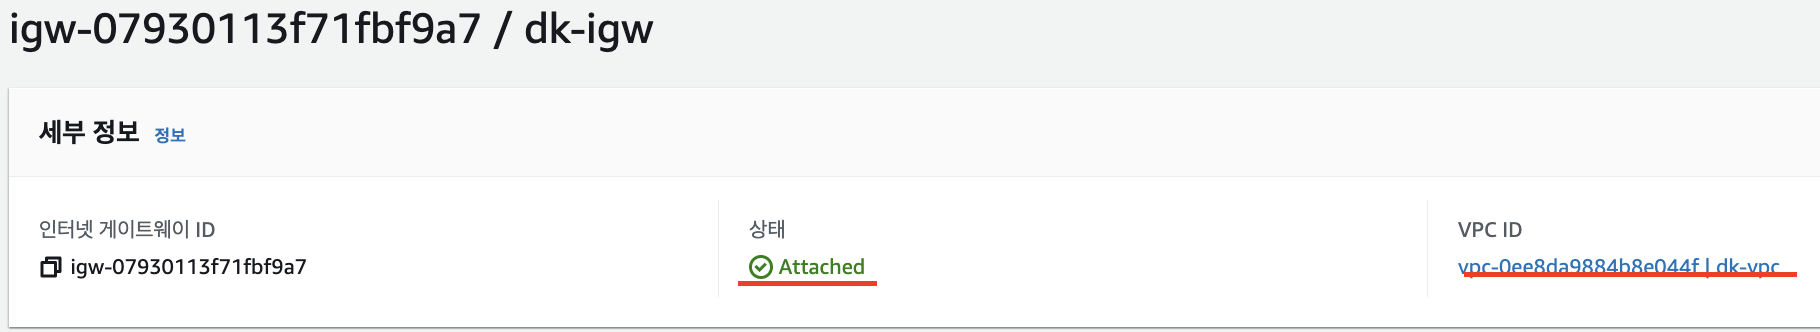 igw-07930113f71fbf9a7 / dk-igw
세부 정보 정보
인터넷 게이트웨이 ID
igw-07930113f71fbf9a7
상태
Attached
VPC ID
vpc-0ee8da9884b8e044f | dk-vpc